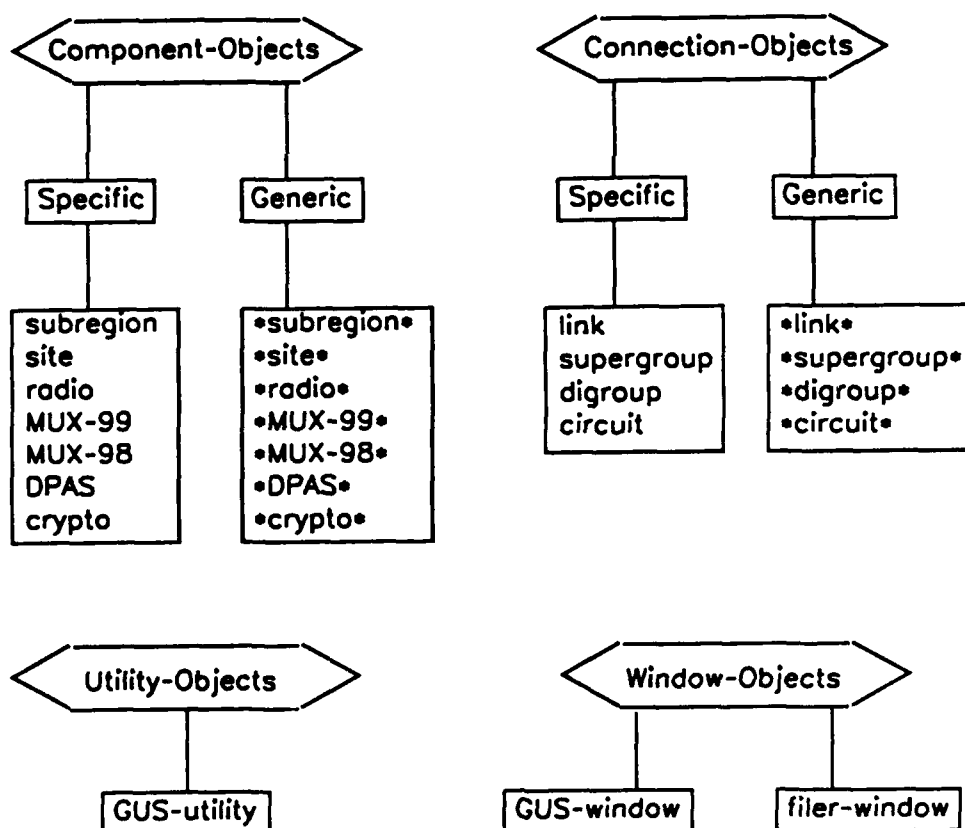 Component-Objects
Connection-Objects
Specific
Generic
Specific
Generic
subregion
site
radio
MUX-99
MUX-98
DPAS
crypto
*subregion*
*site*
*radio*
*MUX-99*
*MUX-98*
*DPAS*
*crypto*
link
supergroup
digroup
circuit
*link*
*supergroup*
*digroup*
*circuit*
Utility-Objects
Window-Objects
GUS-utility
GUS-window
filer-window